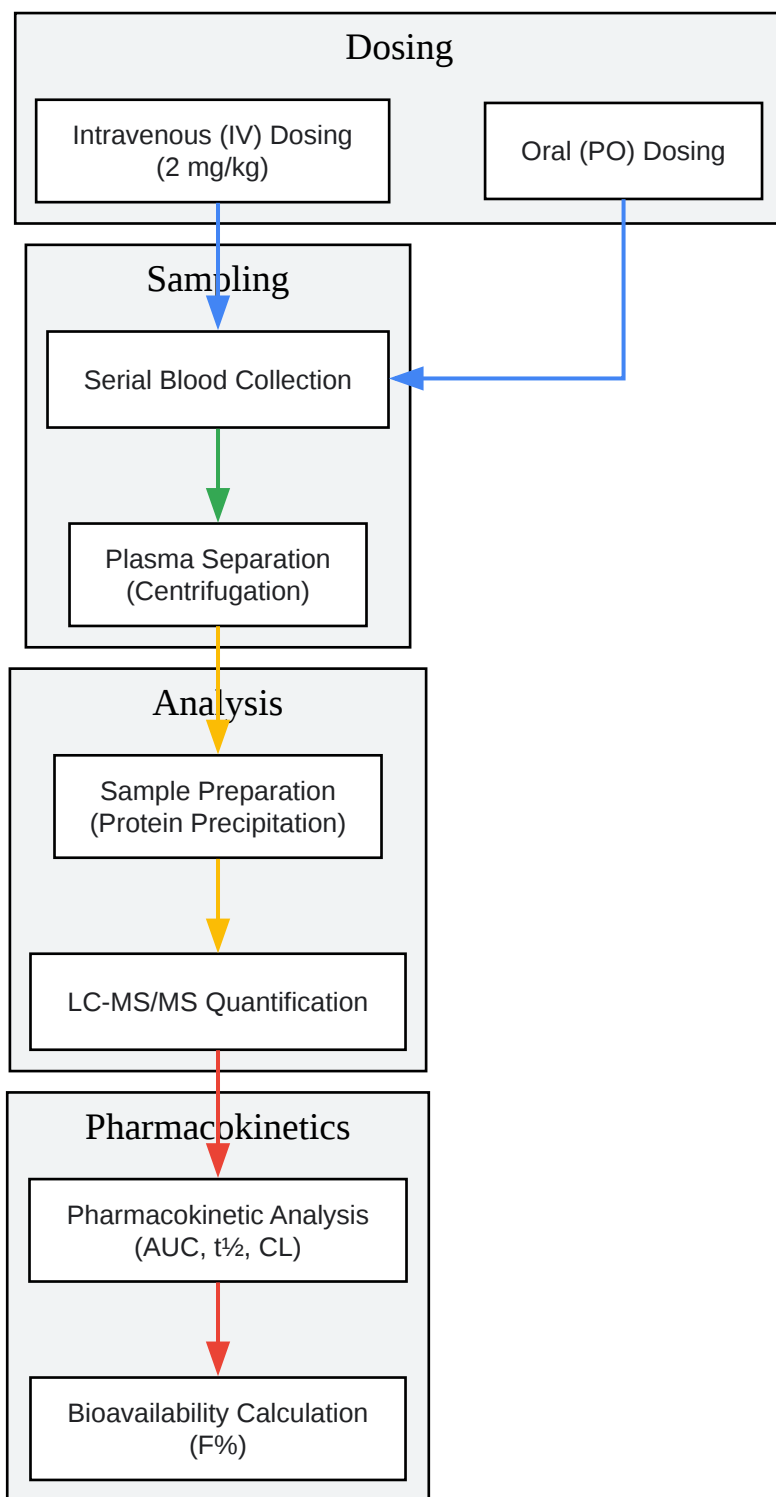 Dosing
Intravenous (IV) Dosing
(2 mg/kg)
Oral (PO) Dosing
Sampling
Serial Blood Collection
Plasma Separation
(Centrifugation)
Analysis
Sample Preparation
(Protein Precipitation)
LC-MS/MS Quantification
Pharmacokinetics
Pharmacokinetic Analysis
(AUC, t½, CL)
Bioavailability Calculation
(F%)